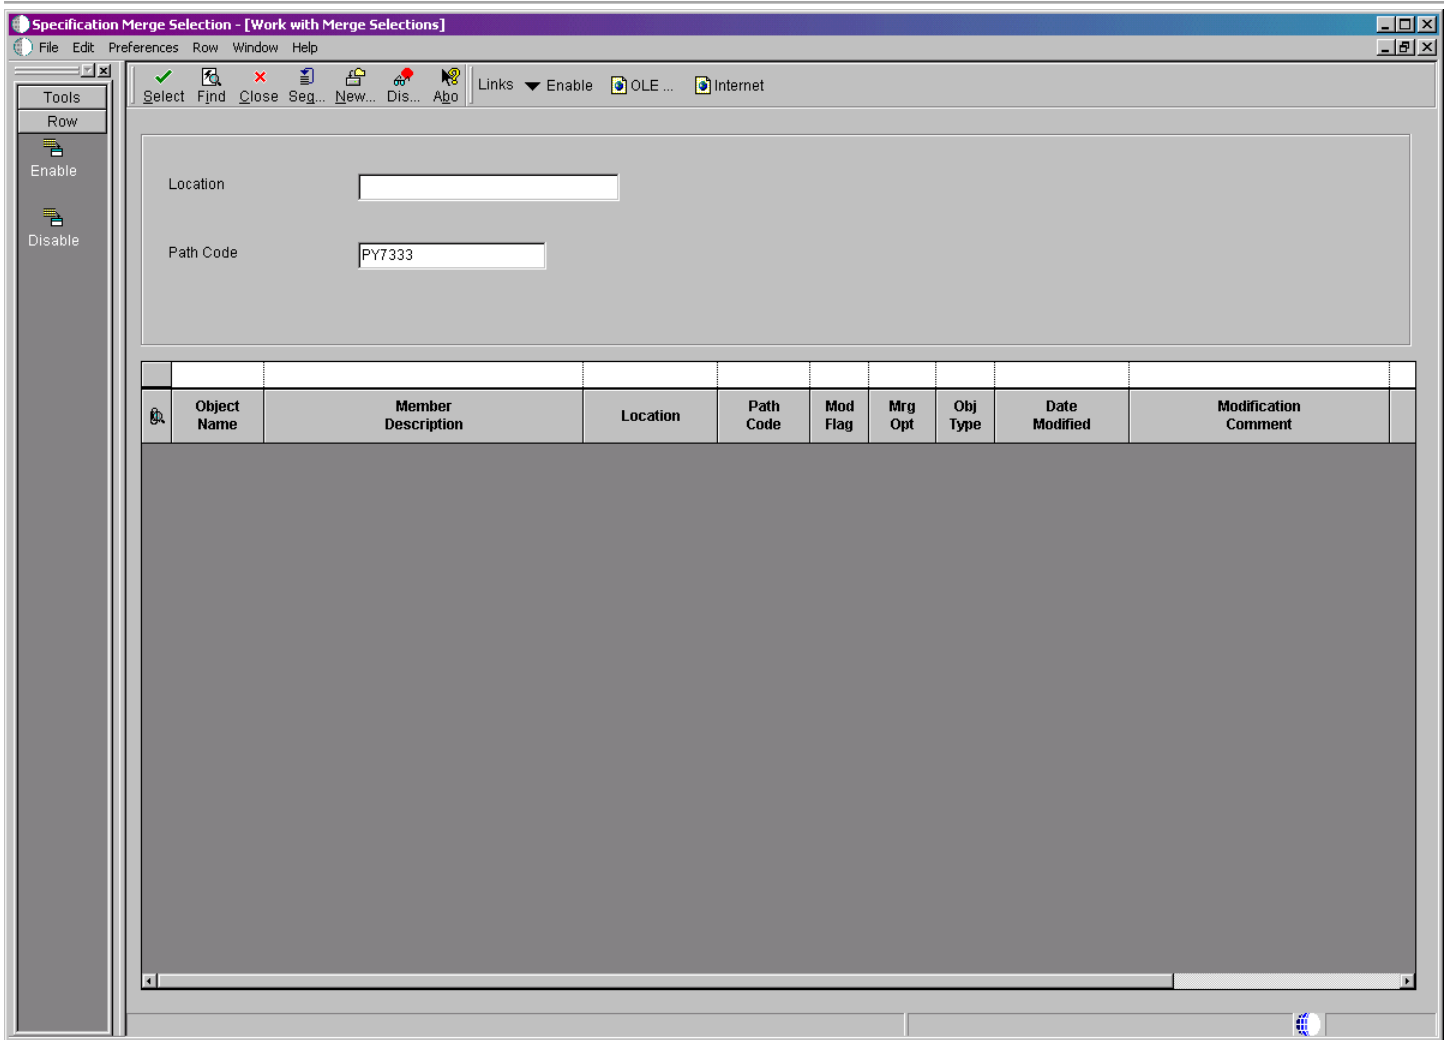 Specification Merge Selection - [Work with Merge Selections]
File Edit Preferences Row Window Help
Tools
Row
Enable
Disable
Select Find Close Seg... New... Dis... Abo Links Enable OLE ... Internet
Location
Path Code PY7333
Object Name
Member Description
Location
Path Code
Mod Flag
Mrg Opt
Obj Type
Date Modified
Modification Comment